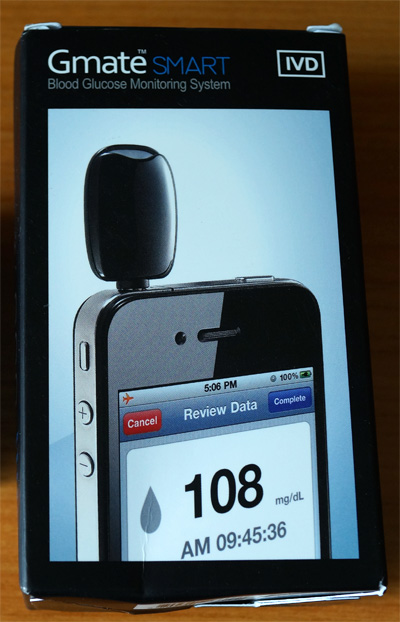 Gmate™ SMART
IVD
Blood Glucose Monitoring System
5:06 PM
100%
Cancel
Review Data
Complete
108 mg/dL
AM 09:45:36